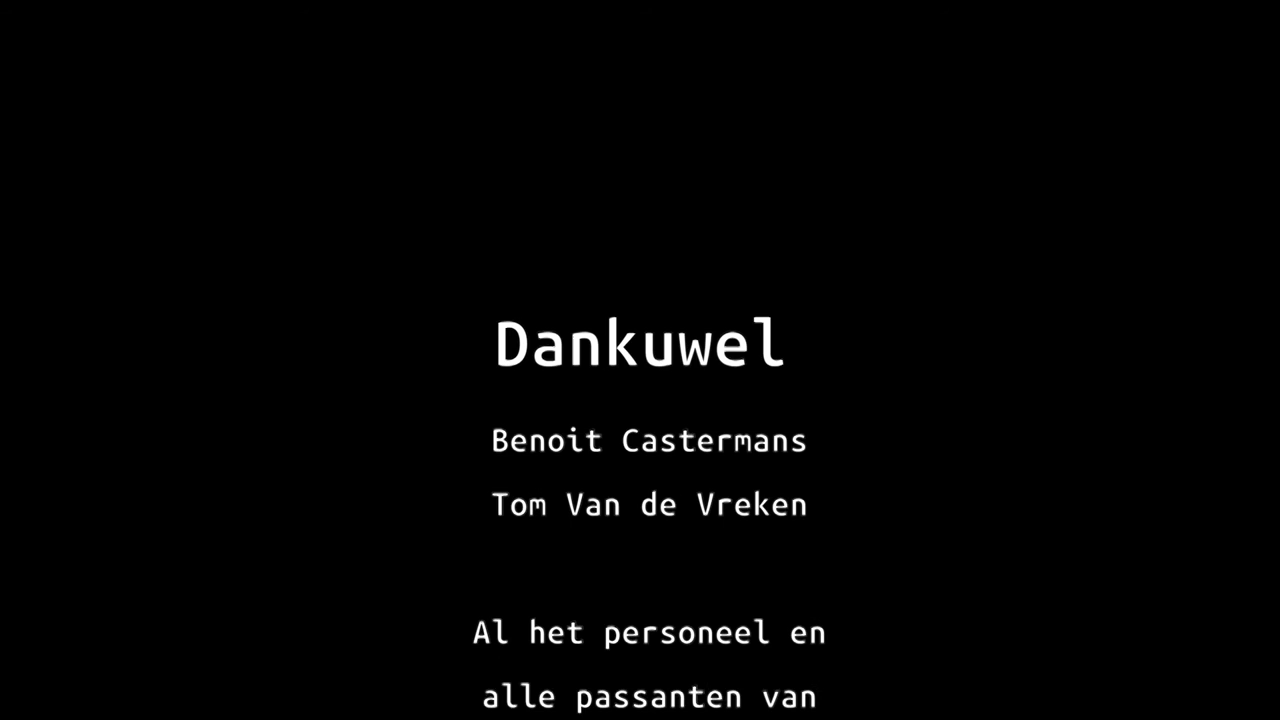 Dankuwel
Benoit Castermans
Tom Van de Vreken
Al het personeel en
alle passanten van